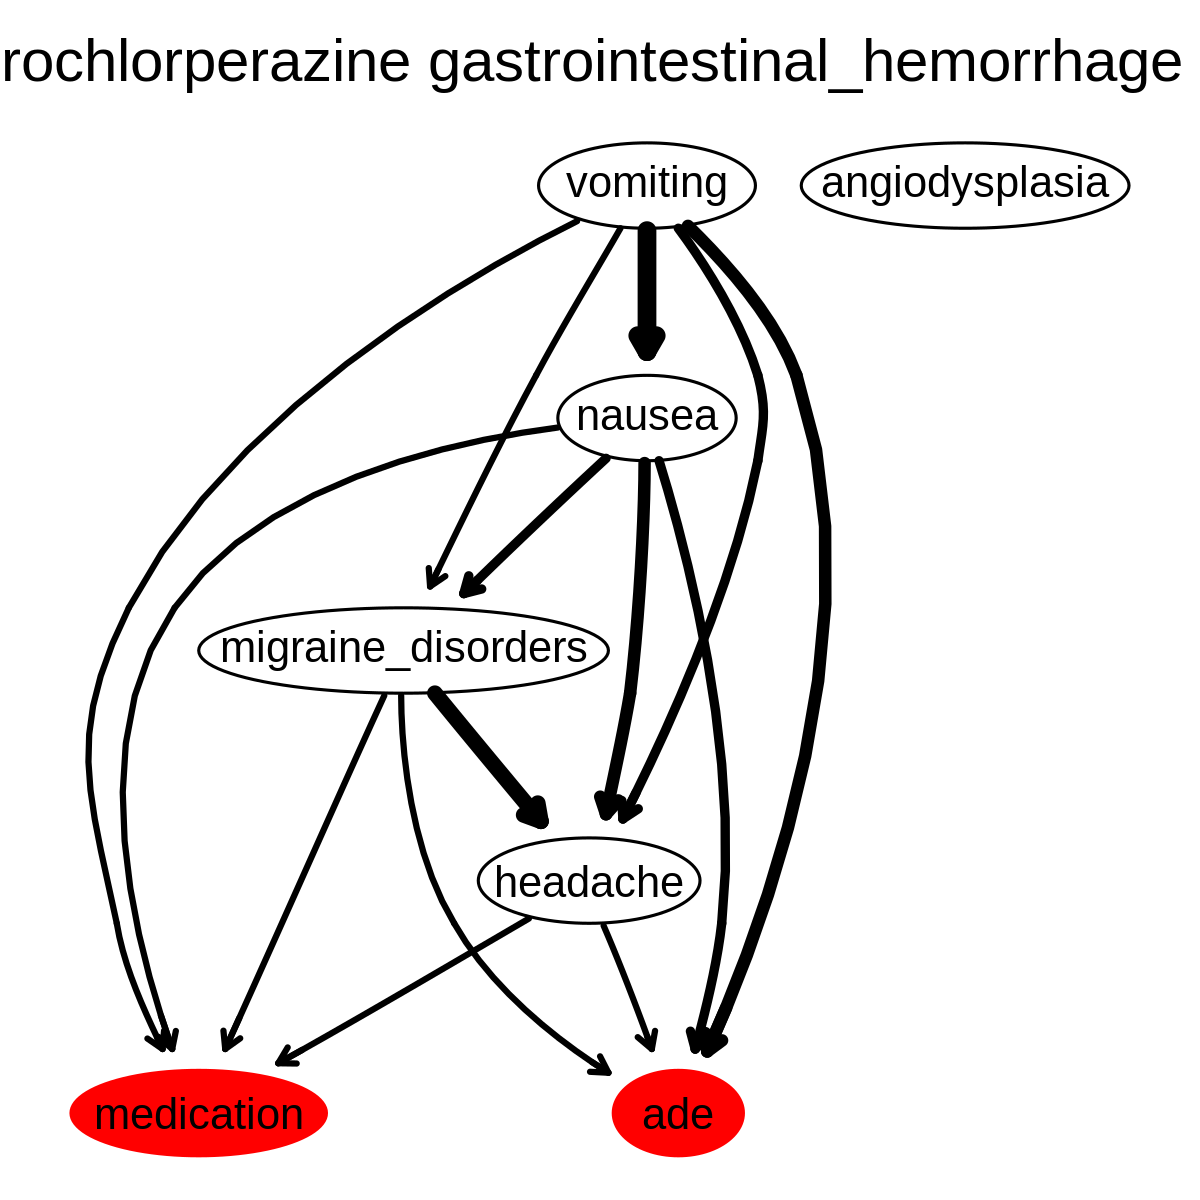 rochlorperazine gastrointestinal_hemorrhage
vomiting
angiodysplasia
nausea
migraine_disorders
headache
medication
ade